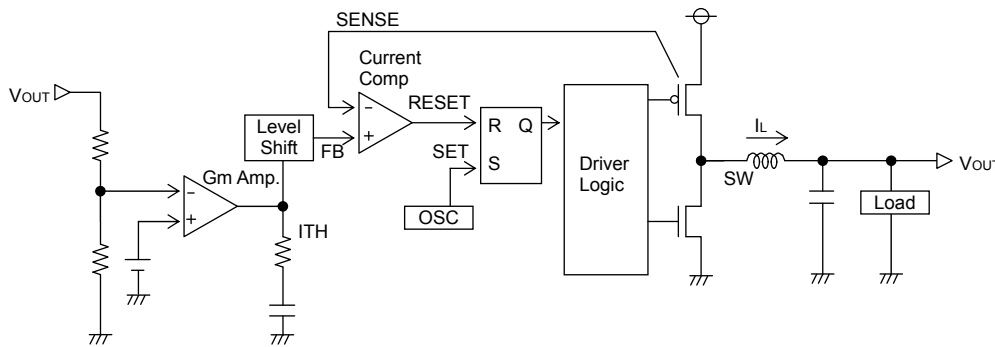 SENSE
Current
Comp
VOUT
RESET
Level
Shift
FB
SET
R Q
S
IL
Gm Amp.
Driver
Logic
SW
VOUT
OSC
Load
ITH
- +
- +